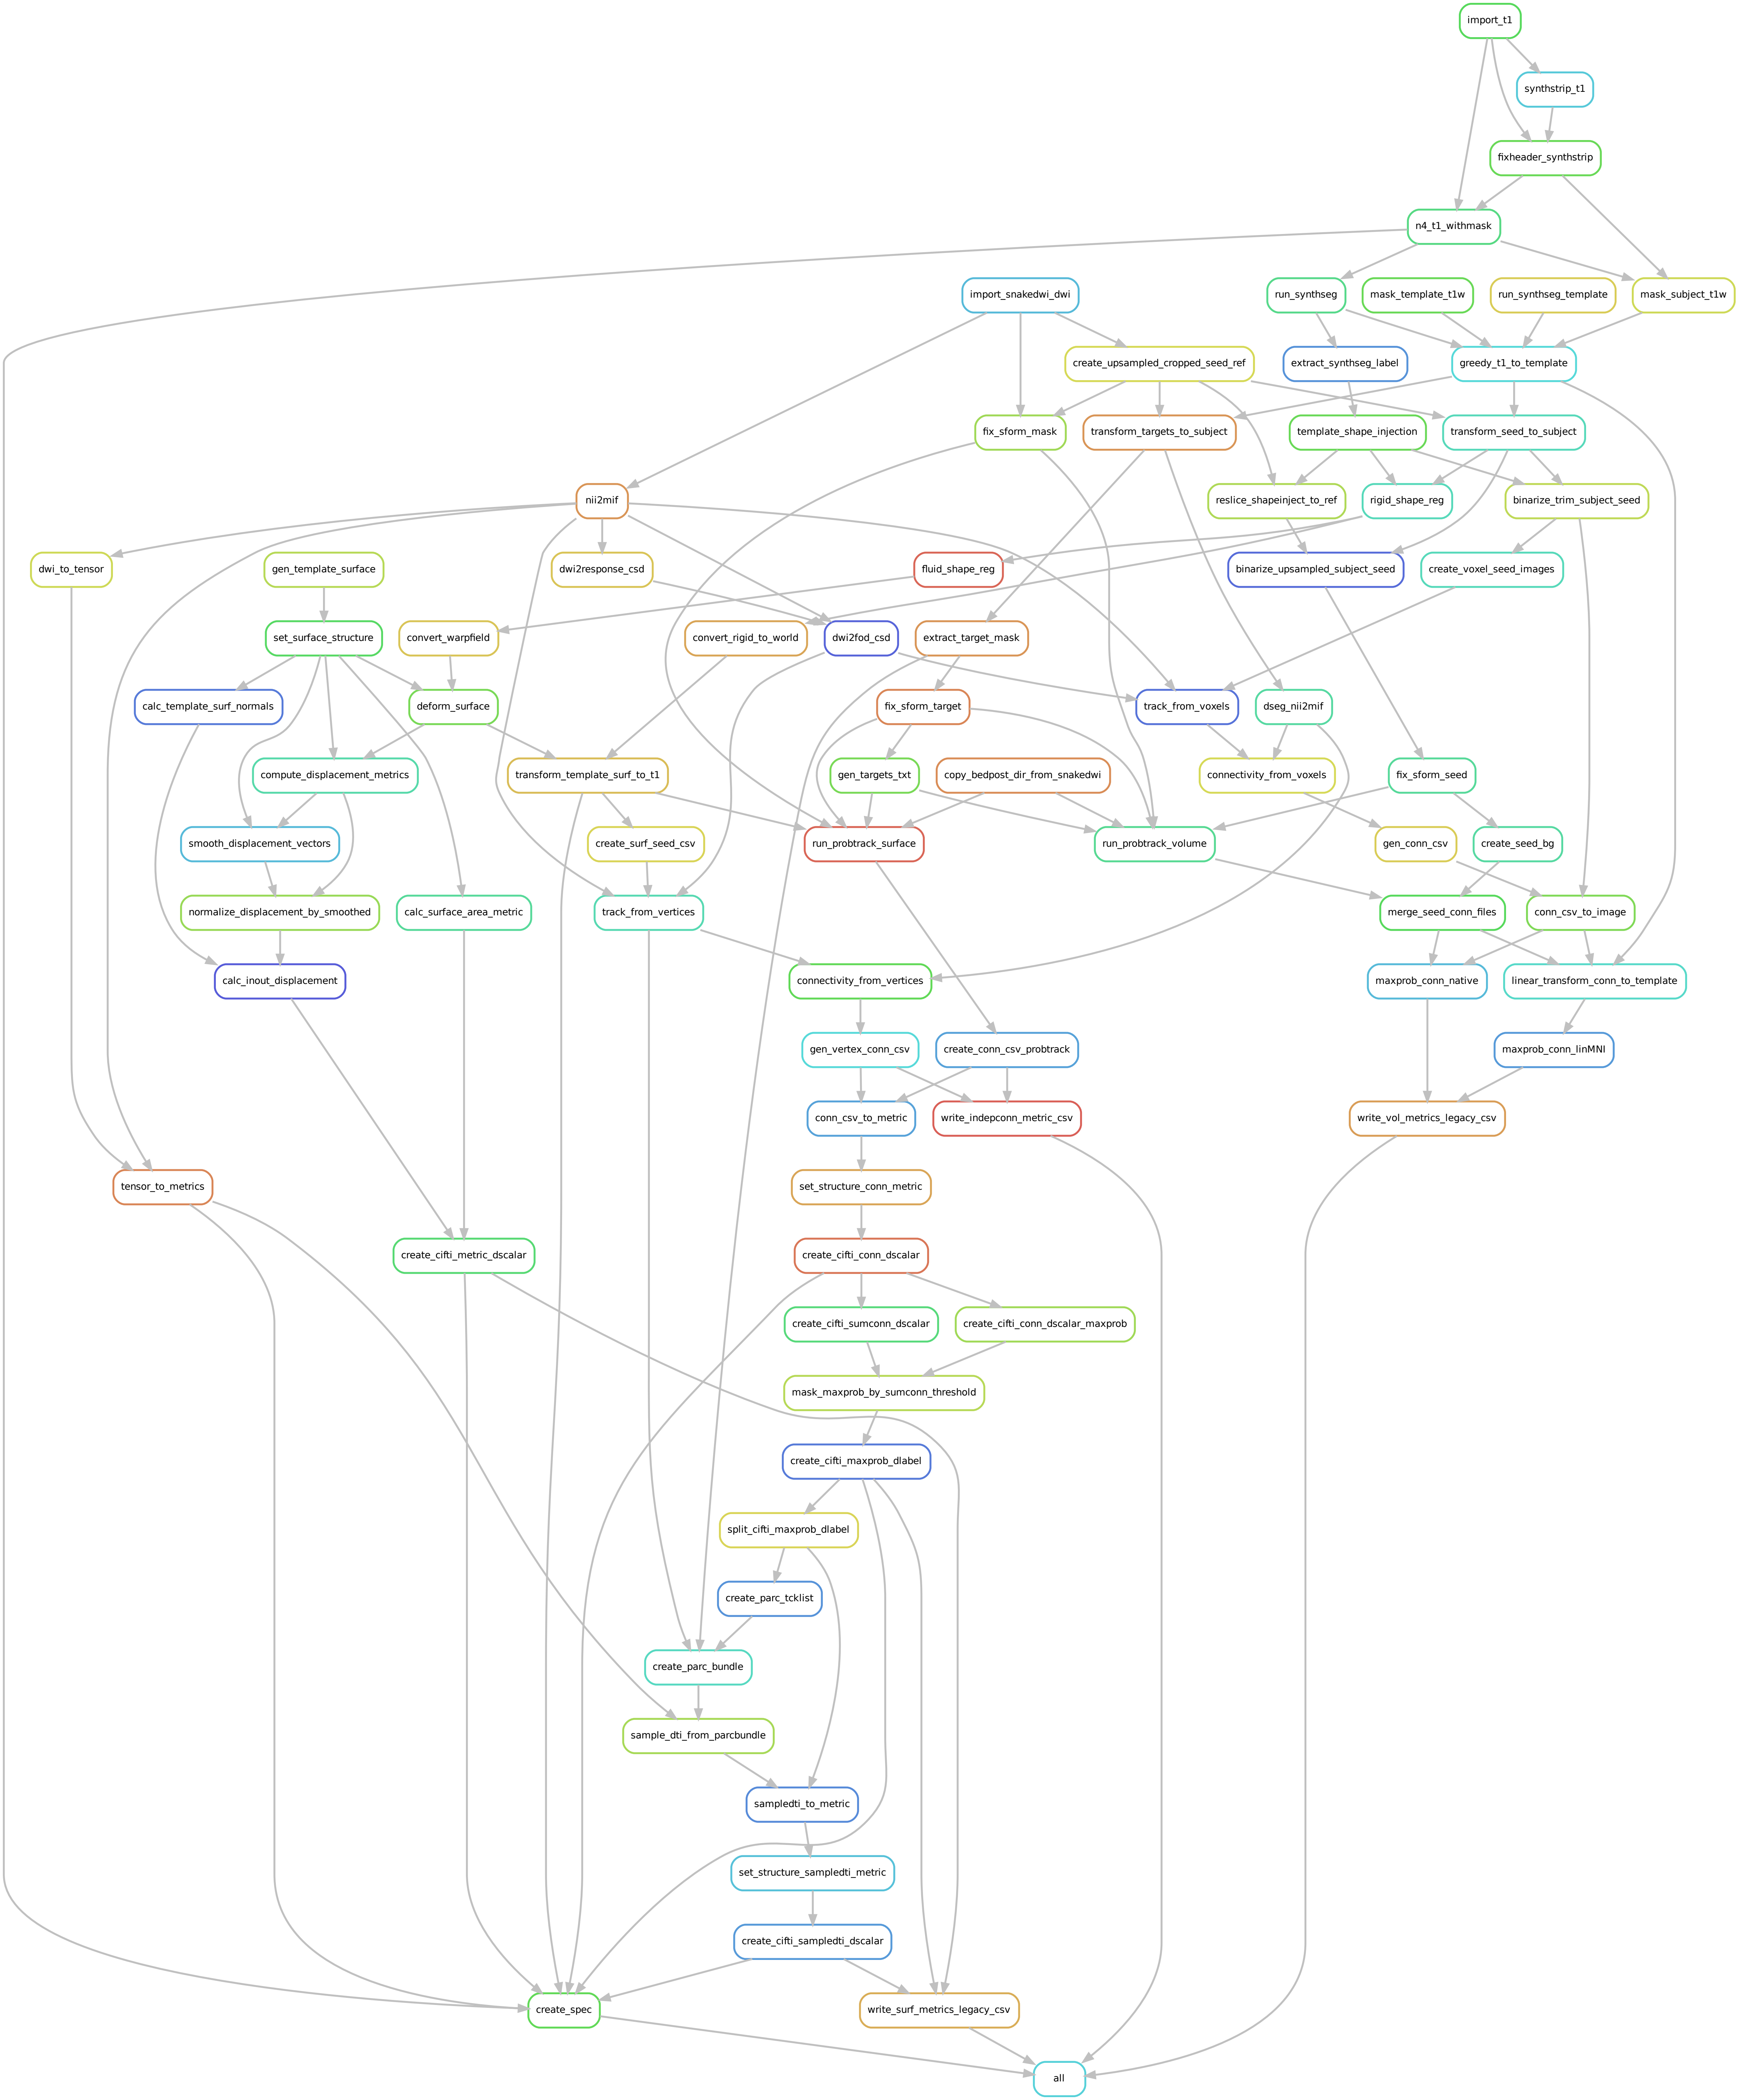 import_t1
synthstrip_t1
fixheader_synthstrip
n4_t1_withmask
import_snakedwi_dwi
run_synthseg
mask_template_t1w
run_synthseg_template
mask_subject_t1w
create_upsampled_cropped_seed_ref
extract_synthseg_label
greedy_t1_to_template
fix_sform_mask
transform_targets_to_subject
template_shape_injection
transform_seed_to_subject
nii2mif
reslice_shapeinject_to_ref
rigid_shape_reg
binarize_trim_subject_seed
dwi_to_tensor
gen_template_surface
dwi2response_csd
fluid_shape_reg
binarize_upsampled_subject_seed
create_voxel_seed_images
set_surface_structure
convert_warpfield
convert_rigid_to_world
dwi2fod_csd
extract_target_mask
calc_template_surf_normals
deform_surface
fix_sform_target
track_from_voxels
dseg_nii2mif
compute_displacement_metrics
transform_template_surf_to_t1
gen_targets_txt
copy_bedpost_dir_from_snakedwi
connectivity_from_voxels
fix_sform_seed
smooth_displacement_vectors
create_surf_seed_csv
run_probtrack_surface
run_probtrack_volume
gen_conn_csv
create_seed_bg
normalize_displacement_by_smoothed
calc_surface_area_metric
track_from_vertices
merge_seed_conn_files
conn_csv_to_image
calc_inout_displacement
connectivity_from_vertices
maxprob_conn_native
linear_transform_conn_to_template
gen_vertex_conn_csv
create_conn_csv_probtrack
maxprob_conn_linMNI
conn_csv_to_metric
write_indepconn_metric_csv
write_vol_metrics_legacy_csv
tensor_to_metrics
set_structure_conn_metric
create_cifti_metric_dscalar
create_cifti_conn_dscalar
create_cifti_sumconn_dscalar
create_cifti_conn_dscalar_maxprob
mask_maxprob_by_sumconn_threshold
create_cifti_maxprob_dlabel
split_cifti_maxprob_dlabel
create_parc_tcklist
create_parc_bundle
sample_dti_from_parcbundle
sampledti_to_metric
set_structure_sampledti_metric
create_cifti_sampledti_dscalar
create_spec
write_surf_metrics_legacy_csv
all